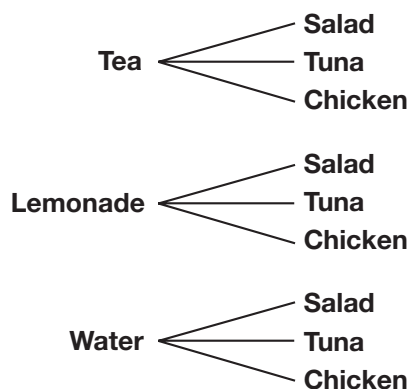 Salad
Tea Tuna
Chicken
Salad
Lemonade Tuna
Chicken
Salad
Water Tuna
Chicken